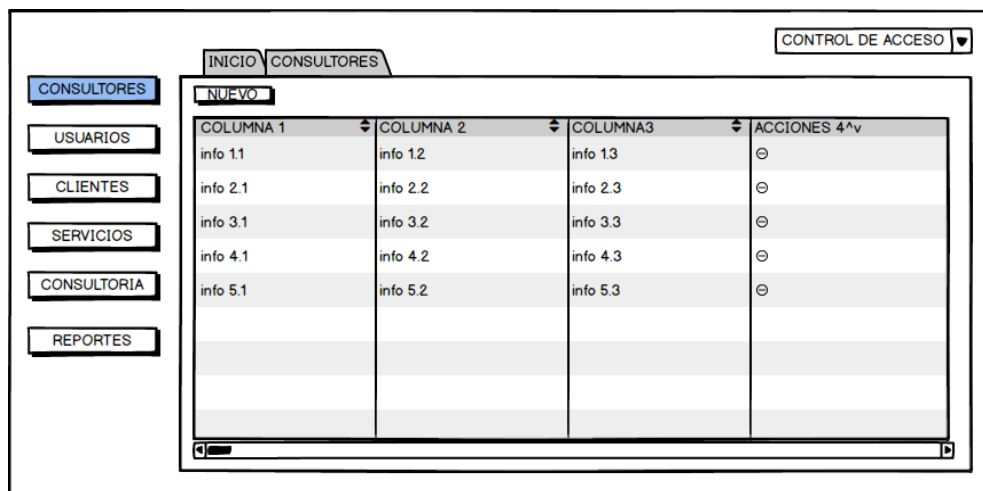 CONTROL DE ACCESO
INICIO CONSULTORES
CONSULTORES
USUARIOS
CLIENTES
SERVICIOS
CONSULTORIA
REPORTES
NUEVO
COLUMNA 1 COLUMNA 2 COLUMNA3 ACCIONES 4^v
info 1.1 info 1.2 info 1.3
info 2.1 info 2.2 info 2.3
info 3.1 info 3.2 info 3.3
info 4.1 info 4.2 info 4.3
info 5.1 info 5.2 info 5.3